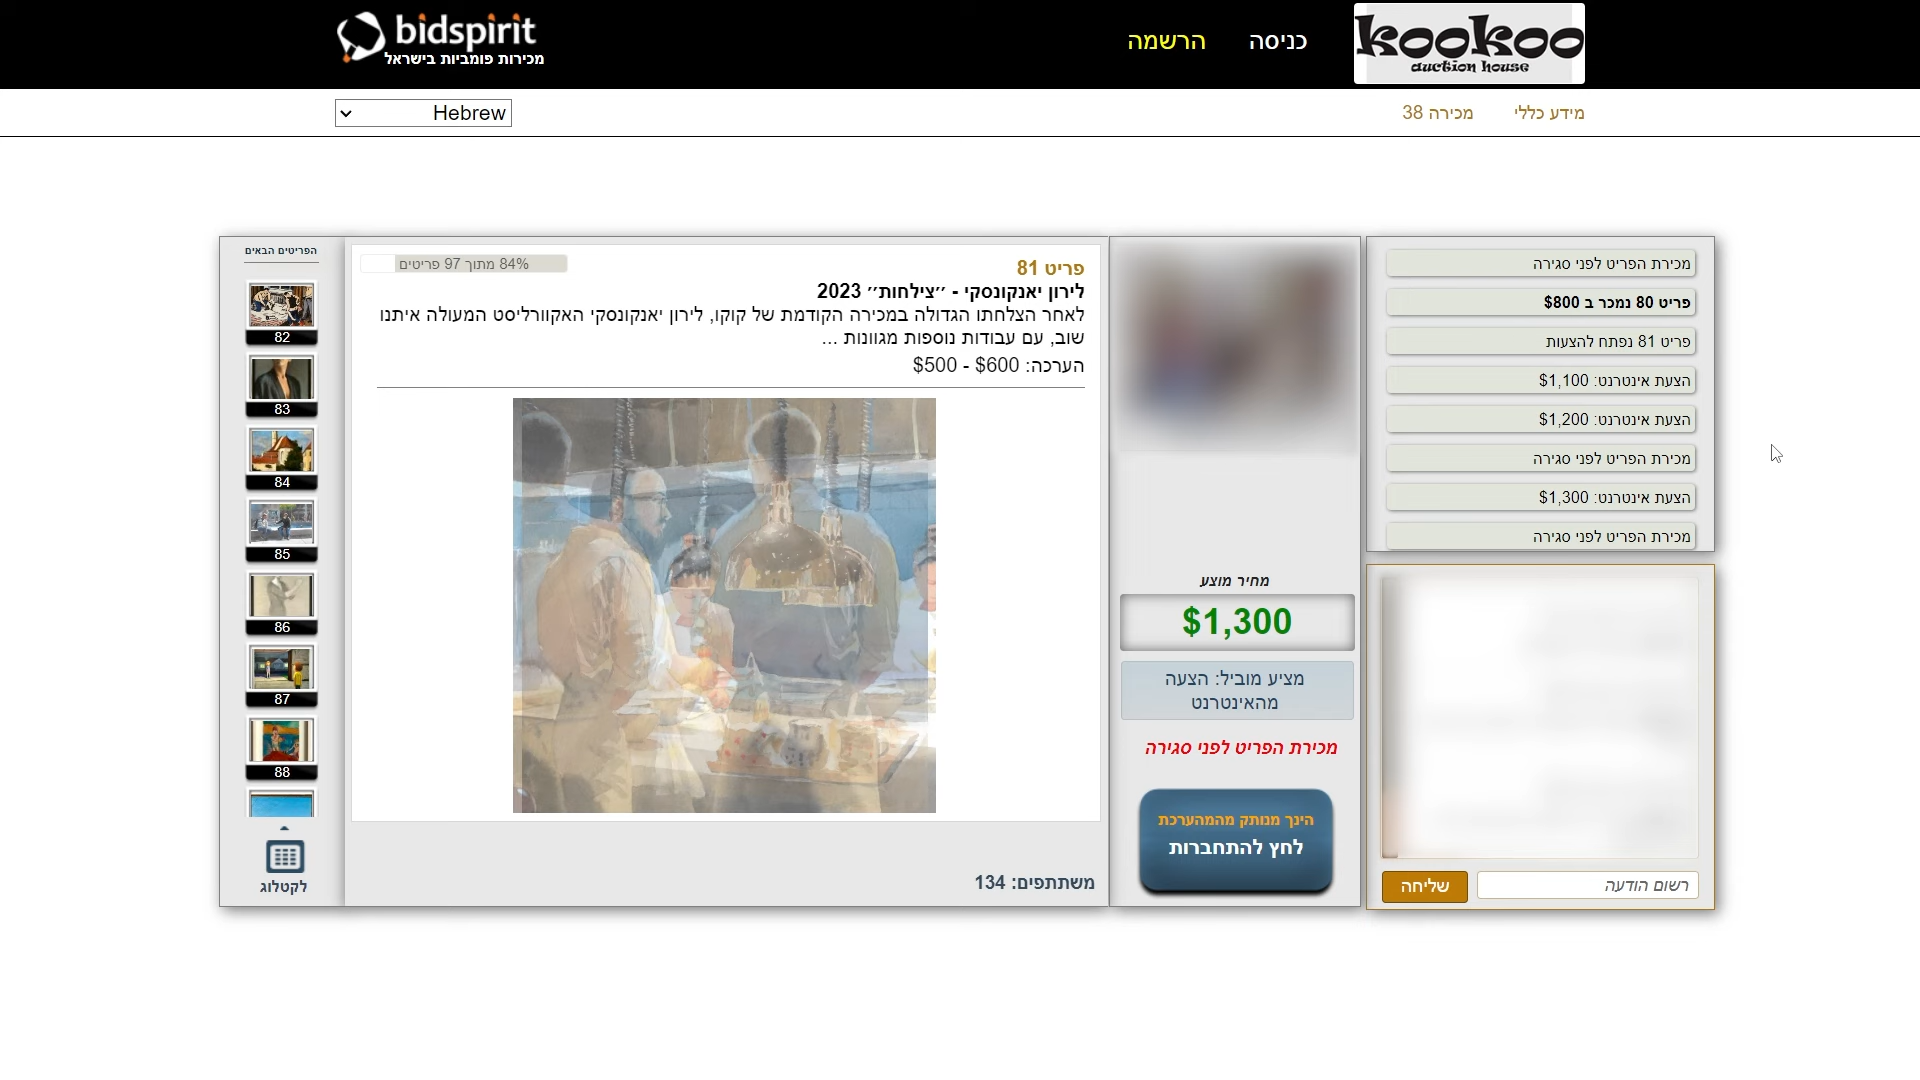 bidspirit
מכירות פומביות בישראל
kookoo
auction house
כניסה
הרשמה
Hebrew
מידע כללי
מכירה 38
הפריטים הבאים
82
83
84
85
86
87
88
לקטלוג
84% מתוך 97 פריטים
פריט 81
לירון יאנקונסקי - ׳׳צילחות׳׳ 2023
לאחר הצלחתו הגדולה במכירה הקודמת של קוקו, לירון יאנקונסקי האקוורליסט המעולה איתנו
שוב, עם עבודות נוספות מגוונות ...
הערכה: $600 - $500
משתתפים: 134
מחיר מוצע
$1,300
מציע מוביל: הצעה
מהאינטרנט
מכירת הפריט לפני סגירה
הינך מנותק מהמהערכת
לחץ להתחברות
מכירת הפריט לפני סגירה
פריט 80 נמכר ב $800
פריט 81 נפתח להצעות
הצעת אינטרנט: $1,100
הצעת אינטרנט: $1,200
מכירת הפריט לפני סגירה
הצעת אינטרנט: $1,300
מכירת הפריט לפני סגירה
רשום הודעה
שליחה